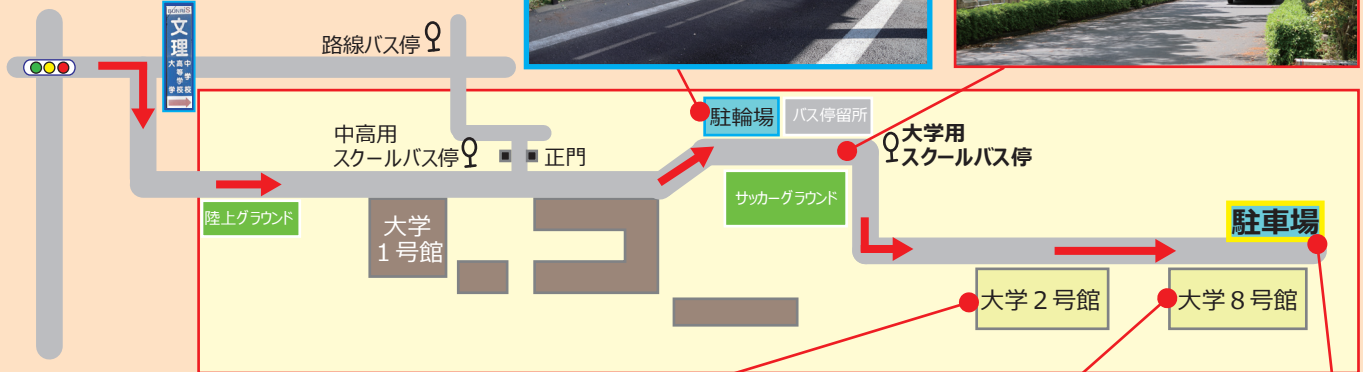 文理
大学
高等学校
中学校
路線バス停
中高用
スクールバス停
正門
駐輪場
バス停留所
大学用
スクールバス停
陸上グラウンド
大学
1号館
サッカーグラウンド
駐車場
大学2号館
大学8号館